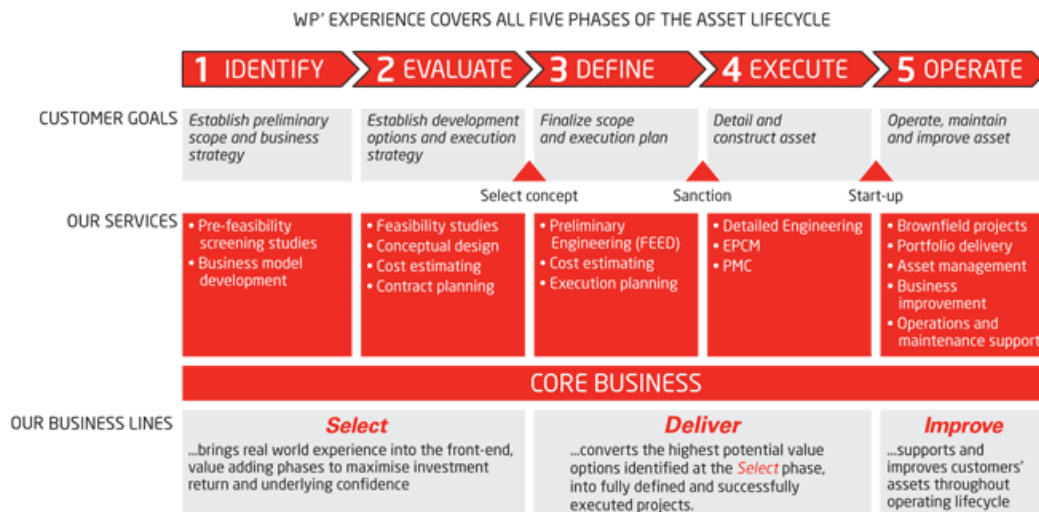 WP' EXPERIENCE COVERS ALL FIVE PHASES OF THE ASSET LIFECYCLE
1 IDENTIFY
2 EVALUATE
3 DEFINE
4 EXECUTE
5 OPERATE
CUSTOMER GOALS
Establish preliminary
scope and business
strategy
Establish development
options and execution
strategy
Finalize scope
and execution plan
Detail and
construct asset
Operate, maintain
and improve asset
Select concept
Sanction
Start-up
OUR SERVICES
• Pre-feasibility
screening studies
• Business model
development
• Feasibility studies
• Conceptual design
• Cost estimating
• Contract planning
• Preliminary
Engineering (FEED)
• Cost estimating
• Execution planning
• Detailed Engineering
• EPCM
• PMC
• Brownfield projects
• Portfolio delivery
• Asset management
• Business
improvement
• Operations and
maintenance support
CORE BUSINESS
OUR BUSINESS LINES
Select
...brings real world experience into the front-end,
value adding phases to maximise investment
return and underlying confidence
Deliver
...converts the highest potential value
options identified at the Select phase,
into fully defined and successfully
executed projects.
Improve
...supports and
improves customers'
assets throughout
operating lifecycle